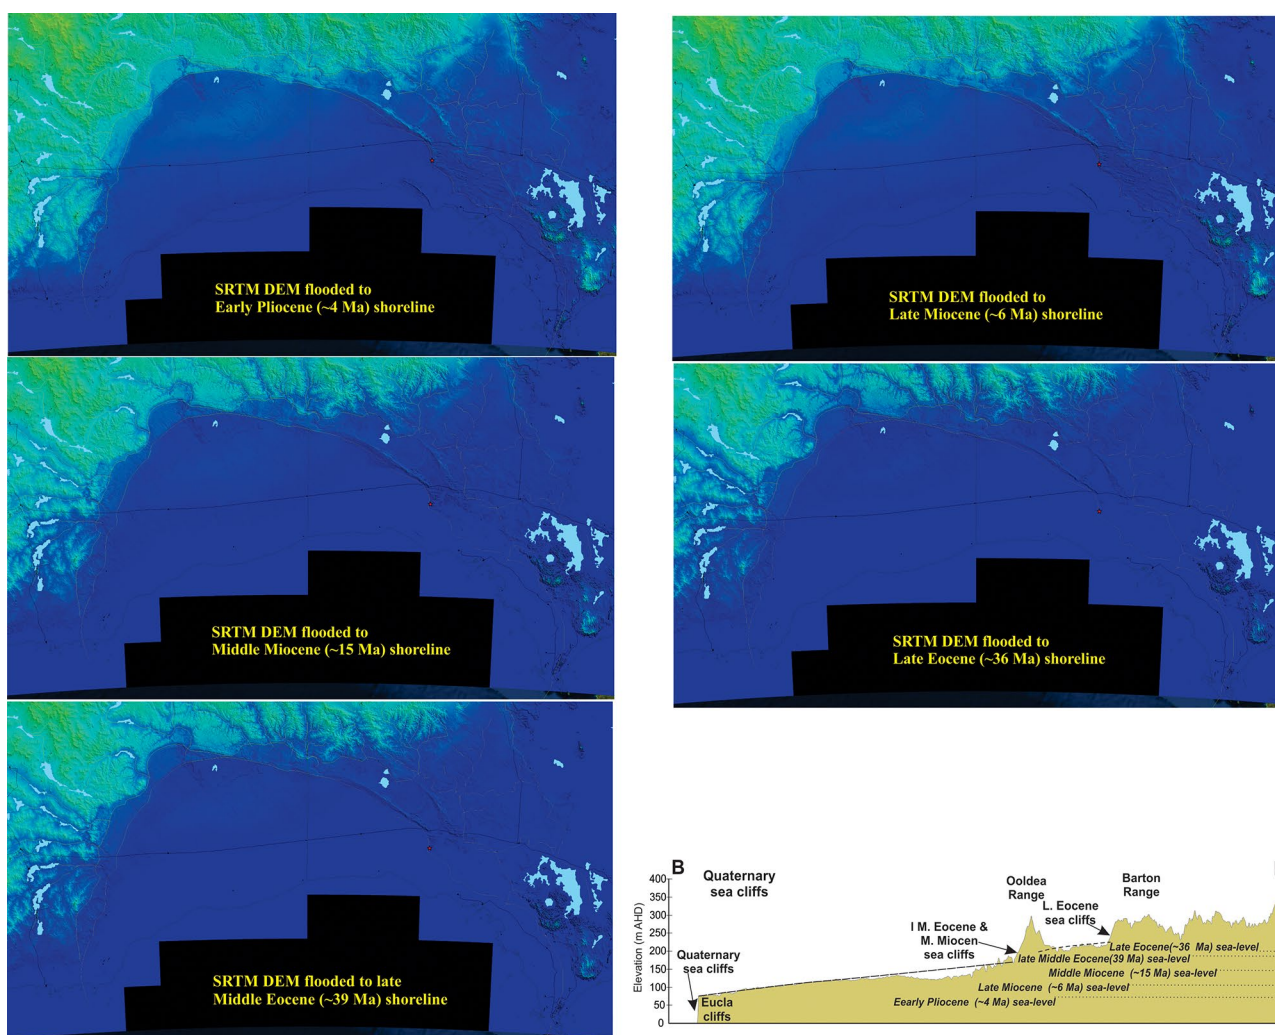 SRTM DEM flooded to
Early Pliocene (~4 Ma) shoreline
SRTM DEM flooded to
Late Miocene (~6 Ma) shoreline
SRTM DEM flooded to
Middle Miocene (~15 Ma) shoreline
SRTM DEM flooded to
Late Eocene (~36 Ma) shoreline
SRTM DEM flooded to late
Middle Eocene (~39 Ma) shoreline
B
Elevation (m AHD)
400
350
300
250
200
150
100
50
0
Quaternary
sea cliffs
Quaternary
sea cliffs
Eucla
cliffs
l M. Eocene &
M. Miocen
sea cliffs
Ooldea
Range
L. Eocene
sea cliffs
Barton
Range
Late Eocene(~36 Ma) sea-level
late Middle Eocene(39 Ma) sea-level
Middle Miocene (~15 Ma) sea-level
Late Miocene (~6 Ma) sea-level
Eearly Pliocene (~4 Ma) sea-level